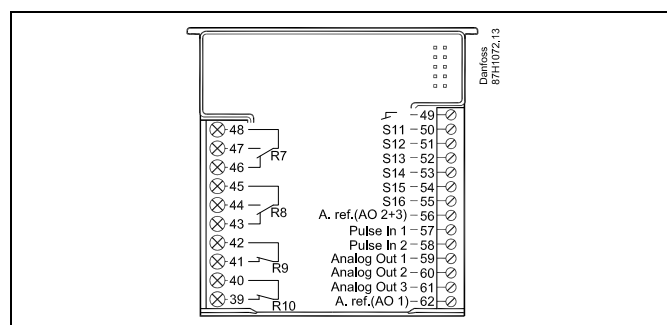 Danfoss
87H1072.13
48
47
R7
46
45
44
R8
43
42
41
R9
40
39
R10
49
S11 50
S12 51
S13 52
S14 53
S15 54
S16 55
A. ref.(AO 2+3) 56
Pulse In 1 57
Pulse In 2 58
Analog Out 1 59
Analog Out 2 60
Analog Out 3 61
A. ref.(AO 1) 62